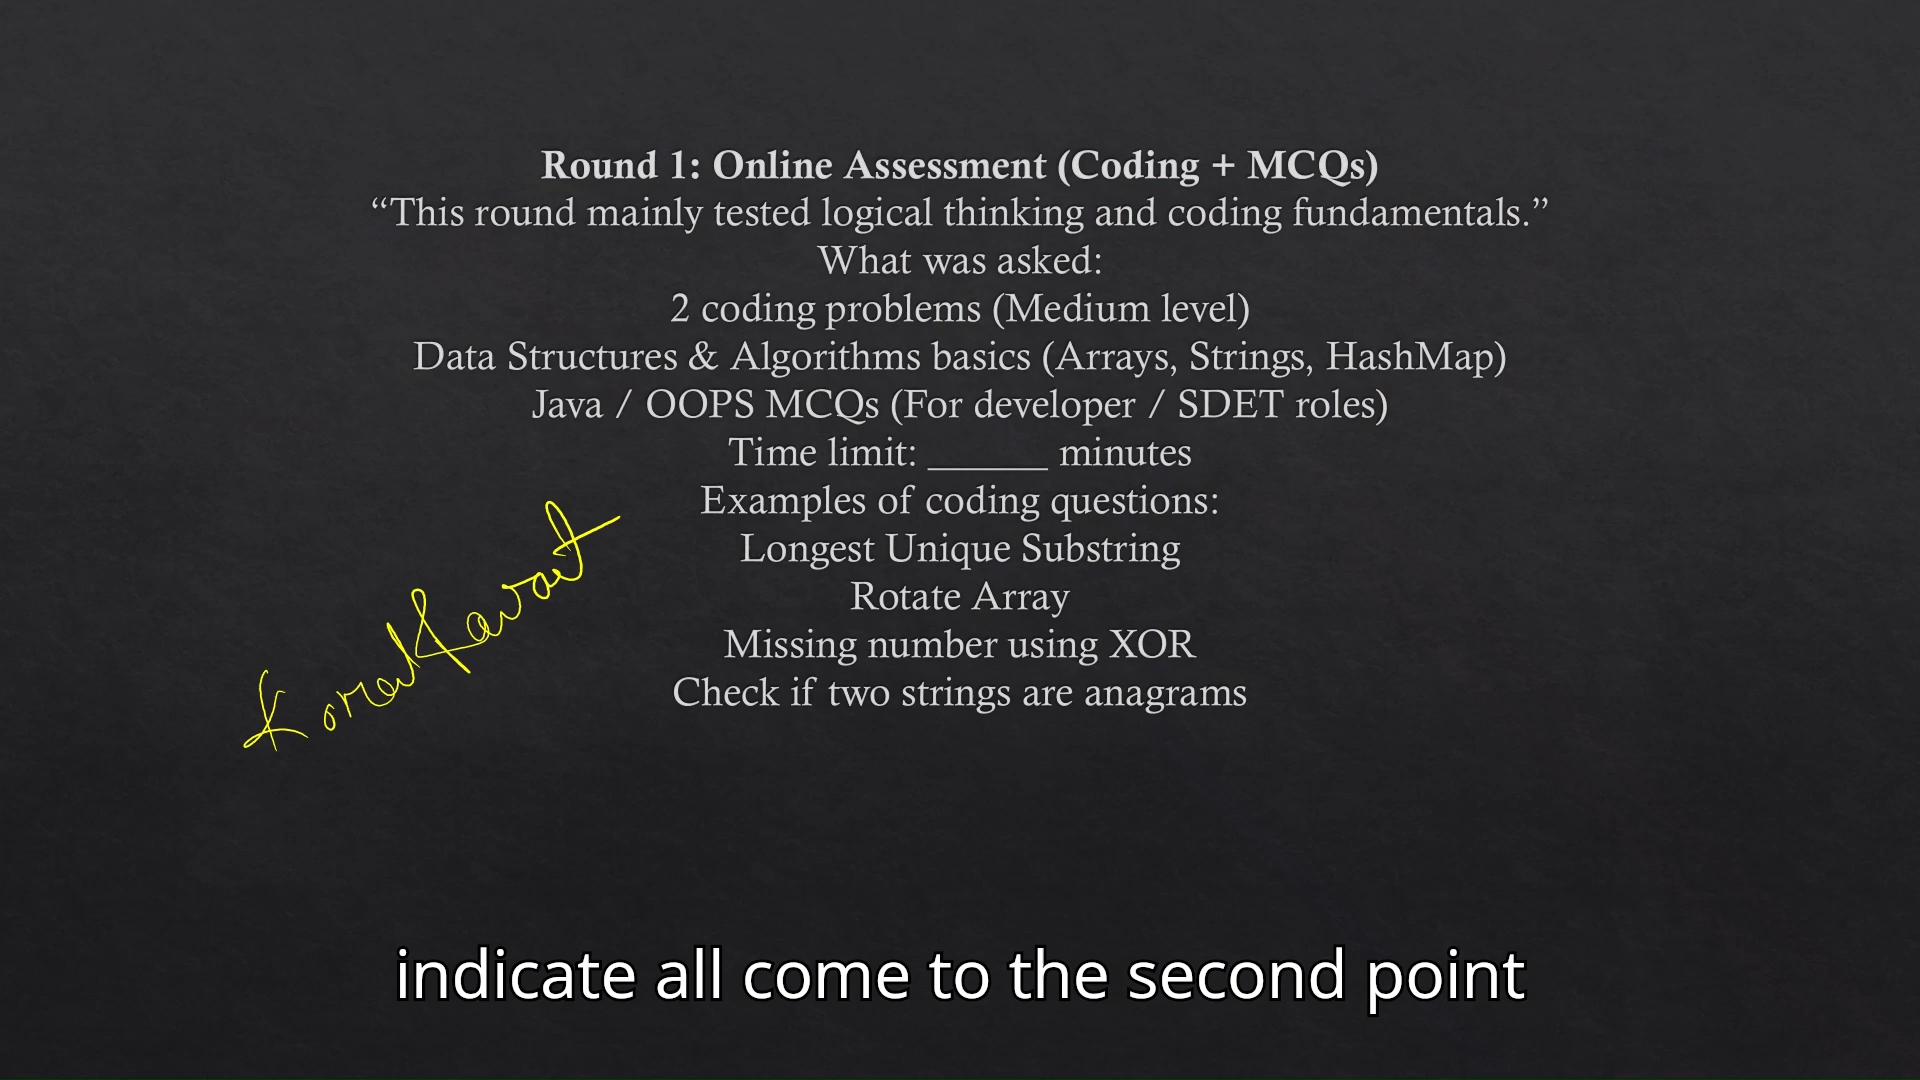 Round 1: Online Assessment (Coding + MCQs)
“This round mainly tested logical thinking and coding fundamentals.”
What was asked:
2 coding problems (Medium level)
Data Structures & Algorithms basics (Arrays, Strings, HashMap)
Java / OOPS MCQs (For developer / SDET roles)
Time limit: ______ minutes
Examples of coding questions:
Longest Unique Substring
Rotate Array
Missing number using XOR
Check if two strings are anagrams
indicate all come to the second point